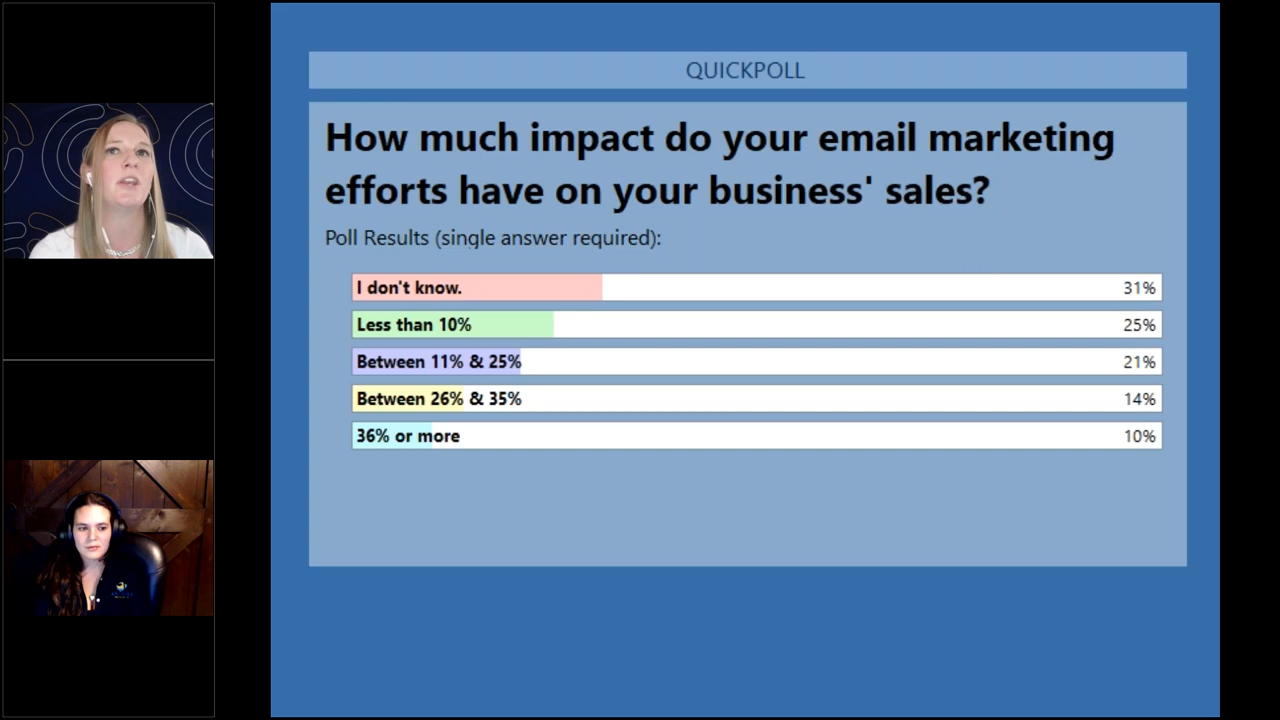 QUICKPOLL
How much impact do your email marketing
efforts have on your business' sales?
Poll Results (single answer required):
I don't know. 31%
Less than 10% 25%
Between 11% & 25% 21%
Between 26% & 35% 14%
36% or more 10%